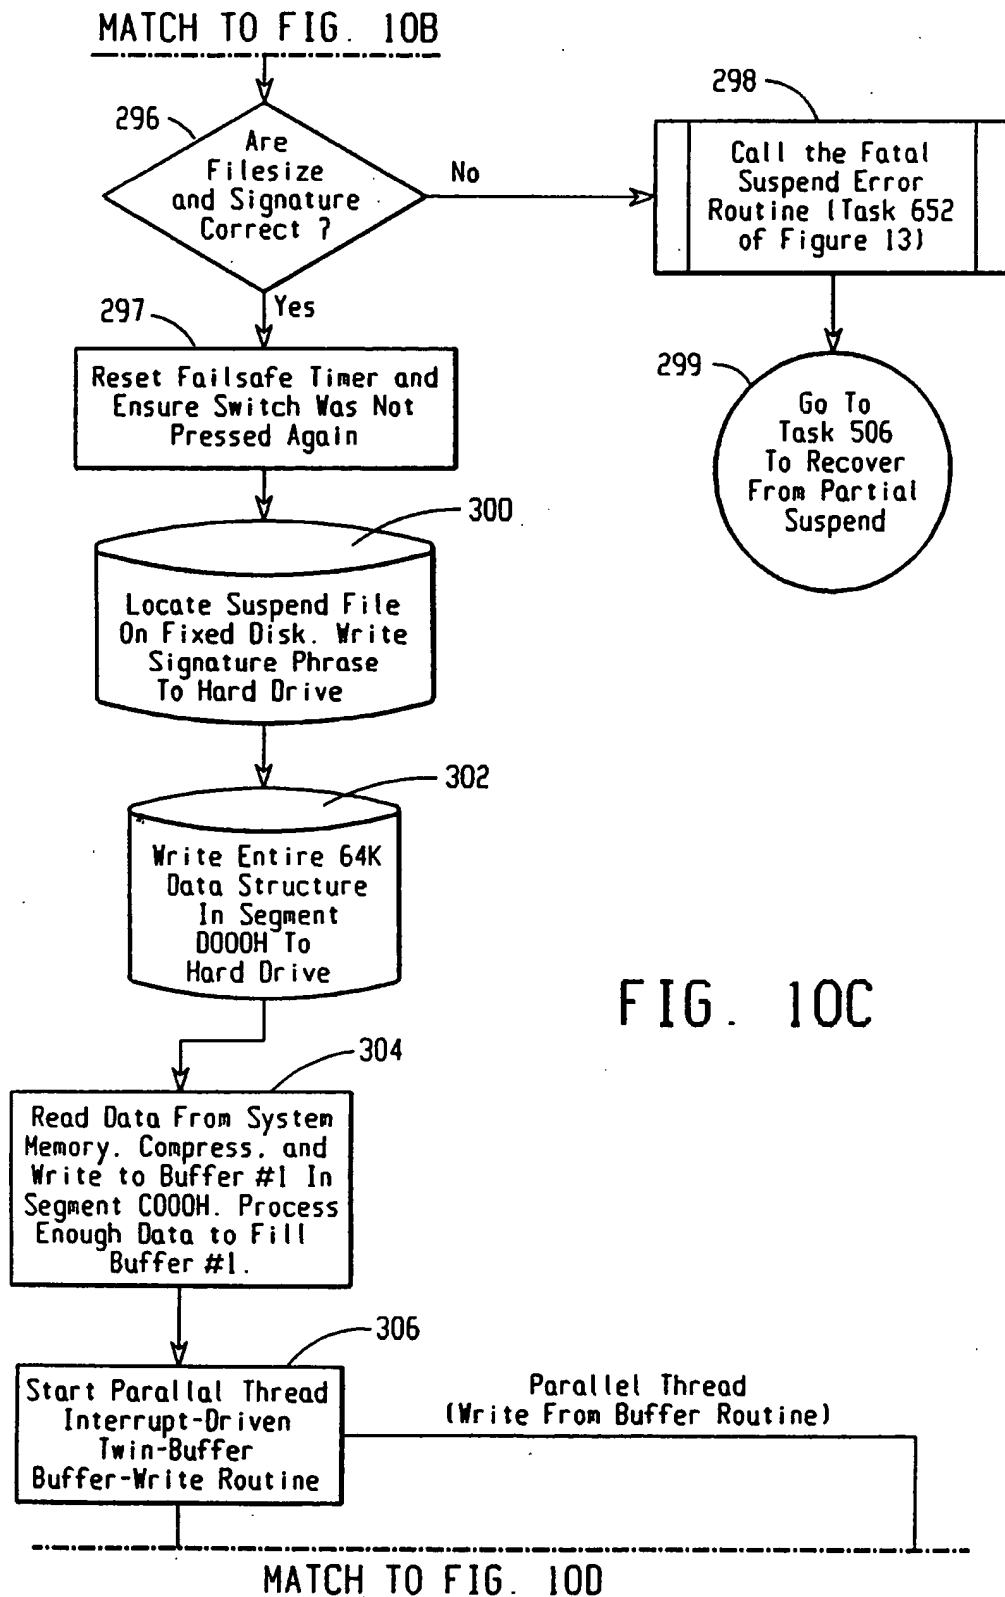 MATCH TO FIG. 10B
296
Are
Filesize
and Signature
Correct ?
No
Yes
298
Call the Fatal
Suspend Error
Routine (Task 652
of Figure 13)
299
Go To
Task 506
To Recover
From Partial
Suspend
297
Reset Failsafe Timer and
Ensure Switch Was Not
Pressed Again
300
Locate Suspend File
On Fixed Disk. Write
Signature Phrase
To Hard Drive
302
Write Entire 64K
Data Structure
In Segment
D000H To
Hard Drive
FIG. 10C
304
Read Data From System
Memory, Compress, and
Write to Buffer #1 In
Segment C000H. Process
Enough Data to Fill
Buffer #1.
306
Start Parallal Thread
Interrupt-Driven
Twin-Buffer
Buffer-Write Routine
Parallel Thread
(Write From Buffer Routine)
MATCH TO FIG. 10D